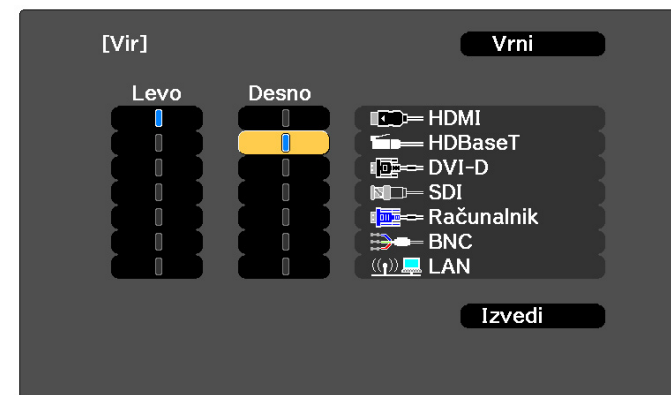 [Vir] Vrni
Levo Desno
HDMI
HDBaseT
DVI-D
SDI
Računalnik
BNC
LAN
Izvedi